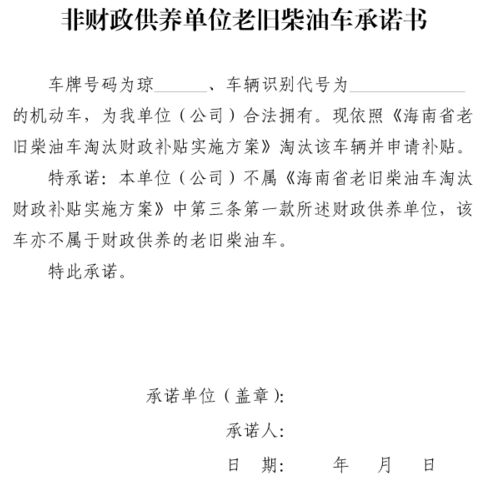 非财政供养单位老旧柴油车承诺书
车牌号码为琼______、车辆识别代号为_____________
的机动车，为我单位（公司）合法拥有。现依照《海南省老
旧柴油车淘汰财政补贴实施方案》淘汰该车辆并申请补贴。
特承诺：本单位（公司）不属《海南省老旧柴油车淘汰
财政补贴实施方案》中第三条第一款所述财政供养单位，该
车亦不属于财政供养的老旧柴油车。
特此承诺。
承诺单位（盖章）：
承诺人：
日　期：　　年　月　日